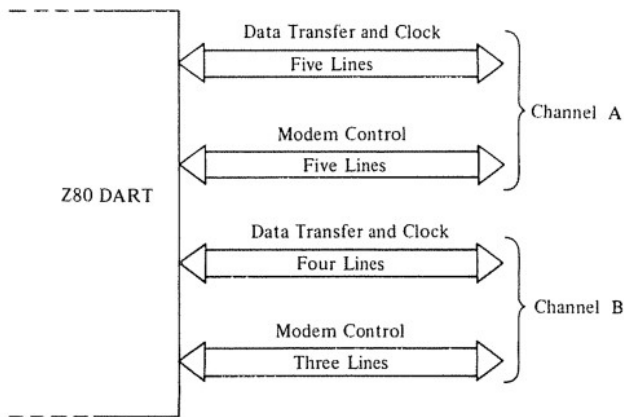 Data Transfer and Clock
Five Lines
Channel A
Modem Control
Five Lines
Z80 DART
Data Transfer and Clock
Four Lines
Channel B
Modem Control
Three Lines